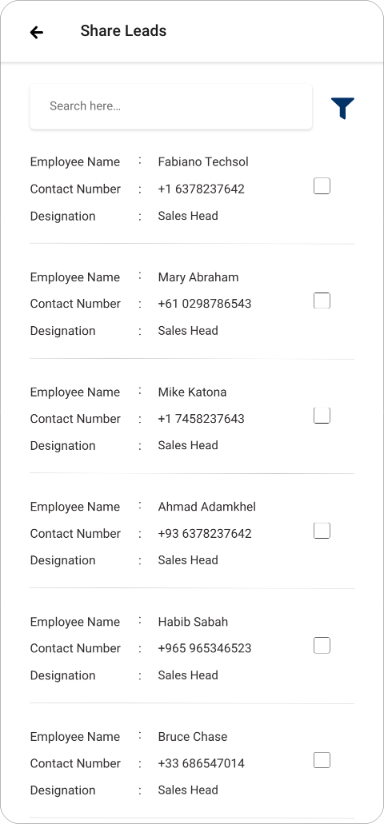 Share Leads
Search here...
Employee Name : Fabiano Techsol
Contact Number : +1 6378237642
Designation : Sales Head
Employee Name : Mary Abraham
Contact Number : +61 0298786543
Designation : Sales Head
Employee Name : Mike Katona
Contact Number : +1 7458237643
Designation : Sales Head
Employee Name : Ahmad Adamkhel
Contact Number : +93 6378237642
Designation : Sales Head
Employee Name : Habib Sabah
Contact Number : +965 965346523
Designation : Sales Head
Employee Name : Bruce Chase
Contact Number : +33 686547014
Designation : Sales Head